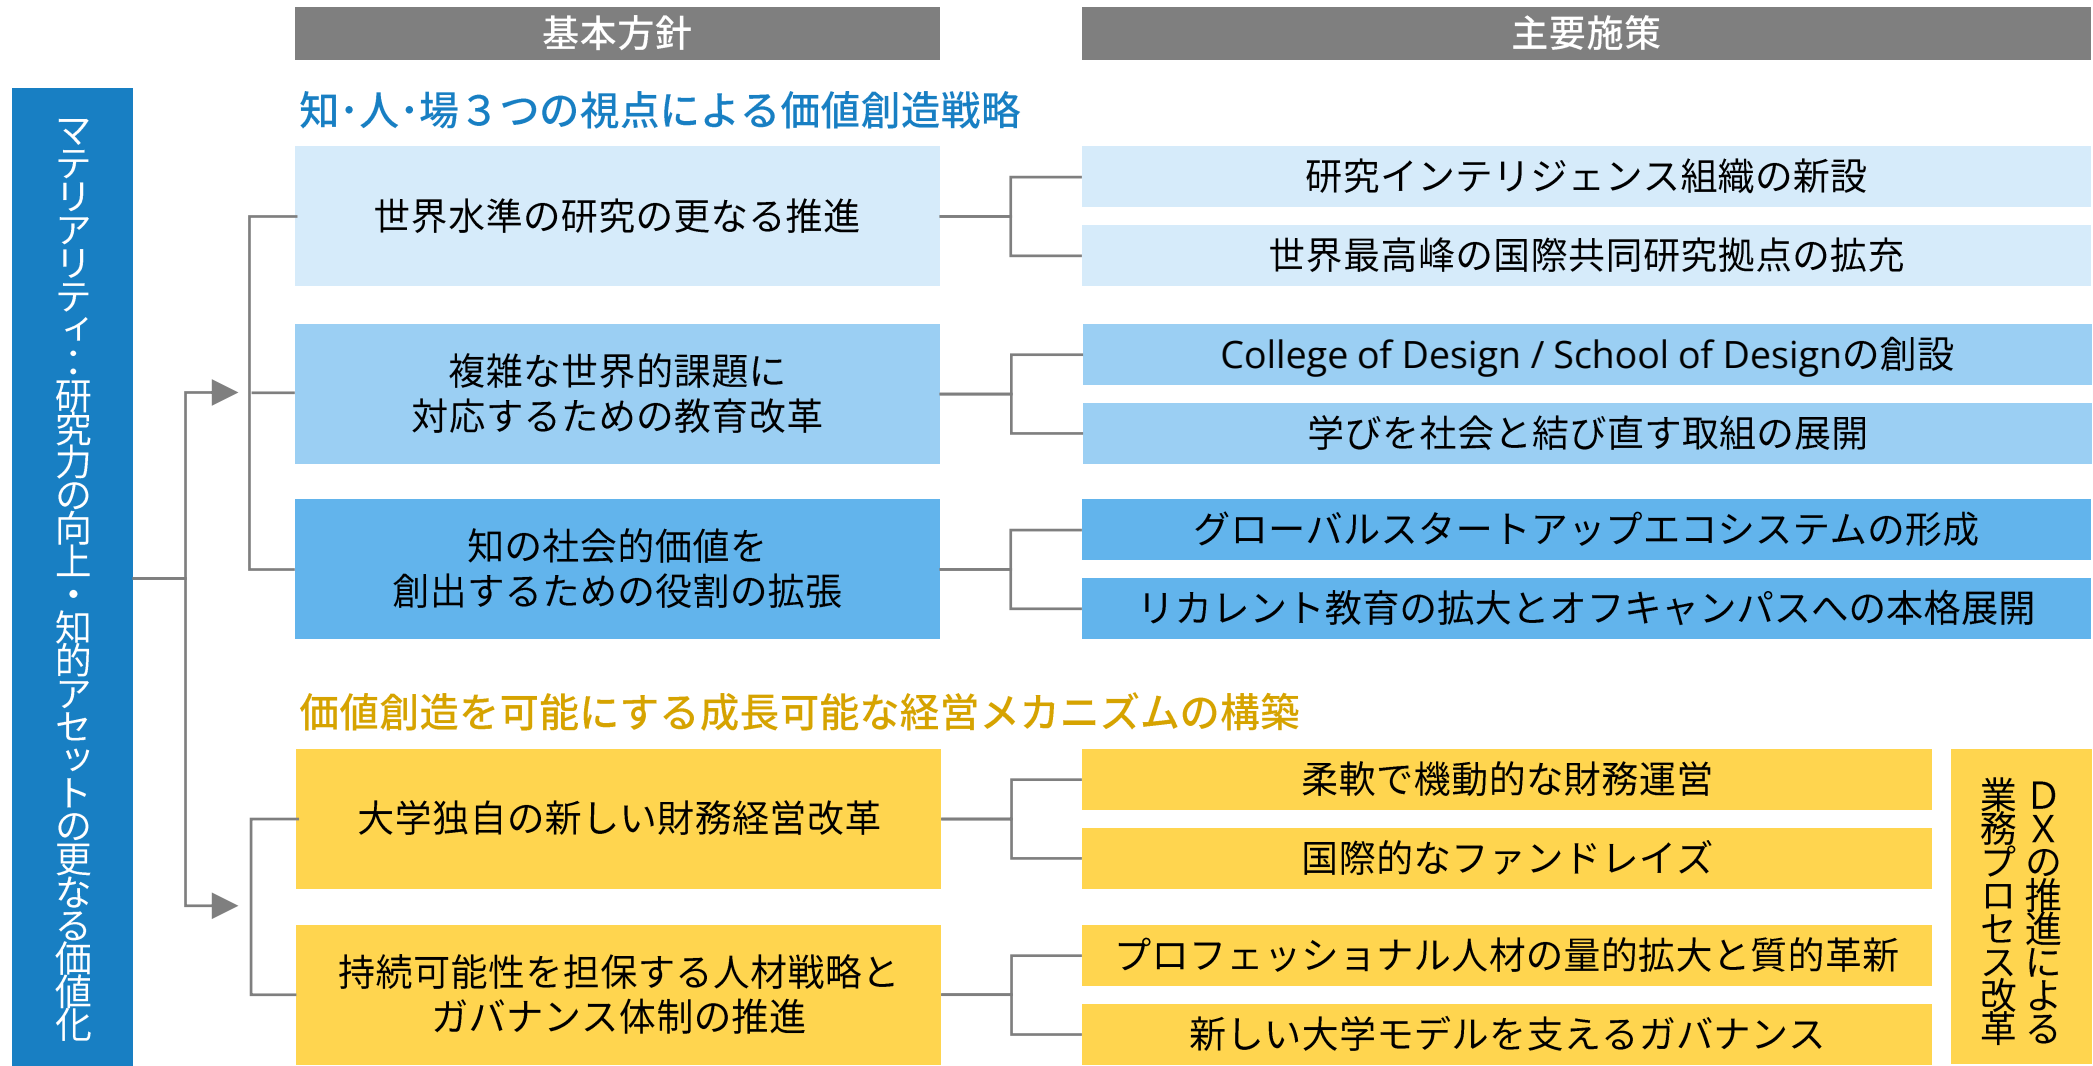 基本方針
主要施策
マテリアリティ：研究力の向上・知的アセットの更なる価値化
知・人・場３つの視点による価値創造戦略
世界水準の研究の更なる推進
研究インテリジェンス組織の新設
世界最高峰の国際共同研究拠点の拡充
複雑な世界的課題に
対応するための教育改革
College of Design / School of Designの創設
学びを社会と結び直す取組の展開
知の社会的価値を
創出するための役割の拡張
グローバルスタートアップエコシステムの形成
リカレント教育の拡大とオフキャンパスへの本格展開
価値創造を可能にする成長可能な経営メカニズムの構築
大学独自の新しい財務経営改革
柔軟で機動的な財務運営
国際的なファンドレイズ
持続可能性を担保する人材戦略と
ガバナンス体制の推進
プロフェッショナル人材の量的拡大と質的革新
新しい大学モデルを支えるガバナンス
ＤＸの推進による
業務プロセス改革